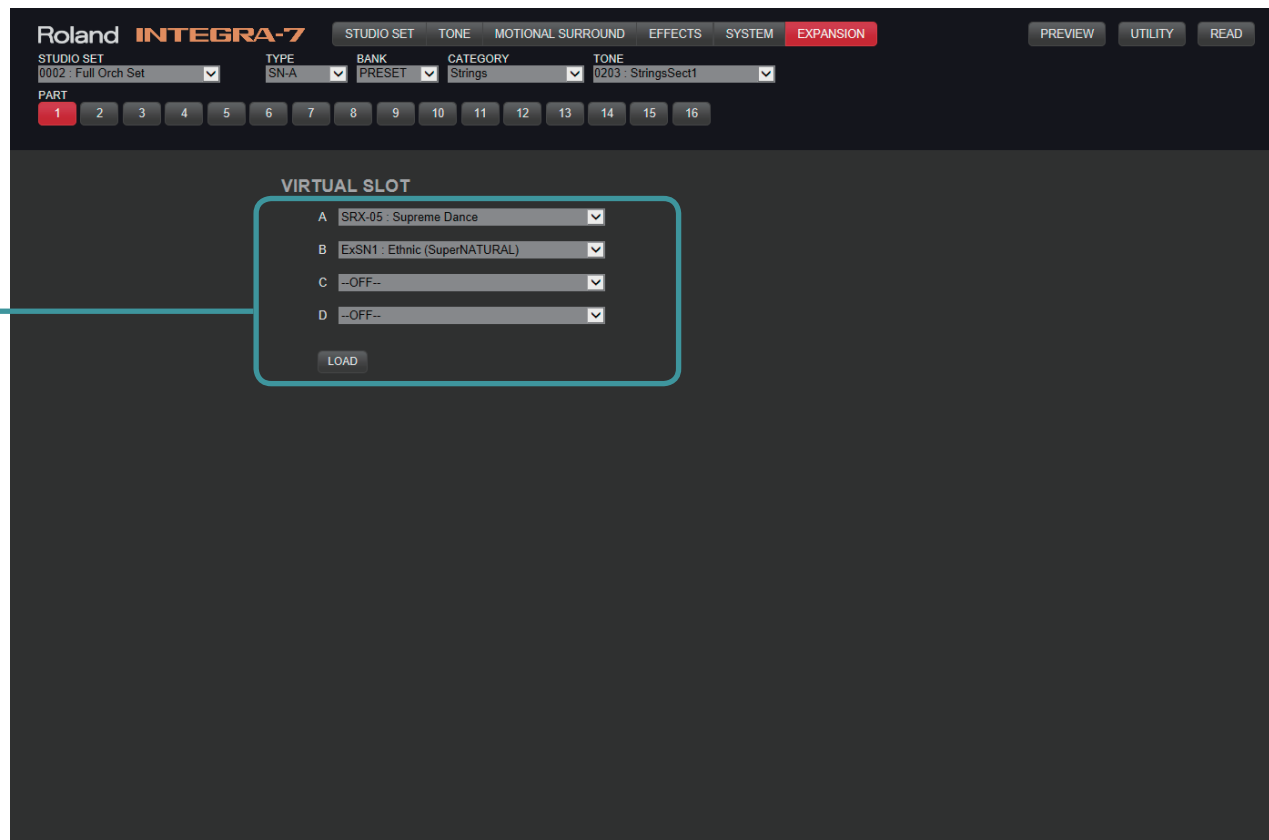 Roland INTEGRA-7 STUDIO SET TONE MOTIONAL SURROUND EFFECTS SYSTEM EXPANSION PREVIEW UTILITY READ
STUDIO SET TYPE BANK CATEGORY TONE
0002 : Full Orch Set SN-A PRESET Strings 0203 : StringsSect1
PART
1 2 3 4 5 6 7 8 9 10 11 12 13 14 15 16
VIRTUAL SLOT
A SRX-05 : Supreme Dance
B ExSN1 : Ethnic (SuperNATURAL)
C --OFF--
D --OFF--
LOAD